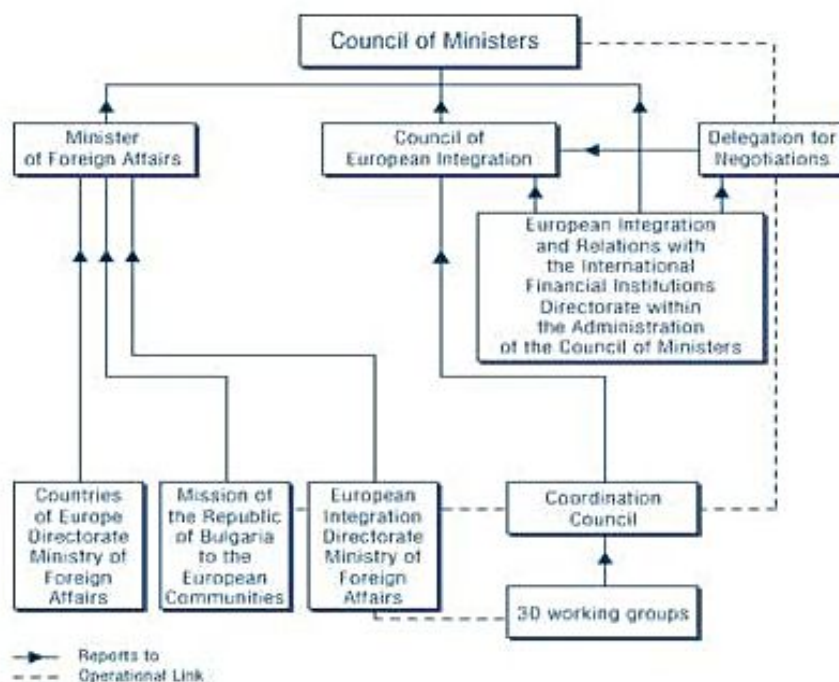 Council of Ministers
Minister
of Foreign Affairs
Council of
European Integration
Delegation for
Negotiations
European Integration
and Relations with
the International
Financial Institutions
Directorate within
the Administration
of the Council of Ministers
Countries
of Europe
Directorate
Ministry of
Foreign
Affairs
Mission of
the Republic
of Bulgaria
to the
European
Communities
European
Integration
Directorate
Ministry of
Foreign
Affairs
Coordination
Council
30 working groups
Reports to
Operational Link